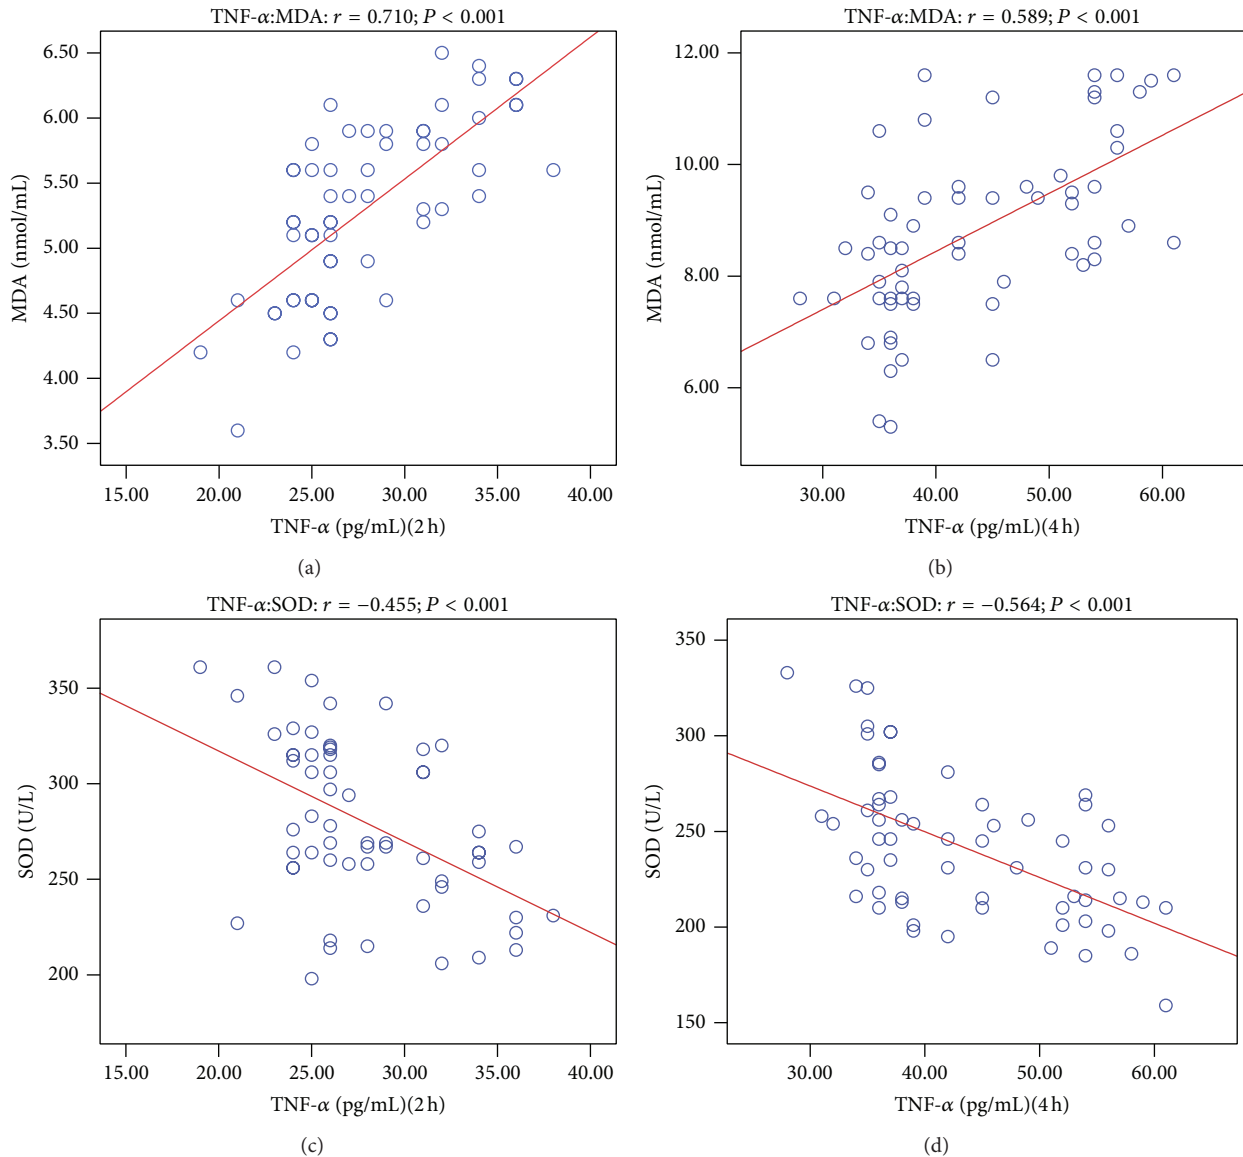 TNF-α:MDA: r = 0.710; P < 0.001
6.50
6.00
5.50
5.00
4.50
4.00
3.50
MDA (nmol/mL)
15.00 20.00 25.00 30.00 35.00 40.00
TNF-α (pg/mL)(2 h)
(a)
TNF-α:MDA: r = 0.589; P < 0.001
12.00
10.00
8.00
6.00
MDA (nmol/mL)
30.00 40.00 50.00 60.00
TNF-α (pg/mL)(4 h)
(b)
TNF-α:SOD: r = −0.455; P < 0.001
350
300
250
200
SOD (U/L)
15.00 20.00 25.00 30.00 35.00 40.00
TNF-α (pg/mL)(2 h)
(c)
TNF-α:SOD: r = −0.564; P < 0.001
350
300
250
200
150
SOD (U/L)
30.00 40.00 50.00 60.00
TNF-α (pg/mL)(4 h)
(d)